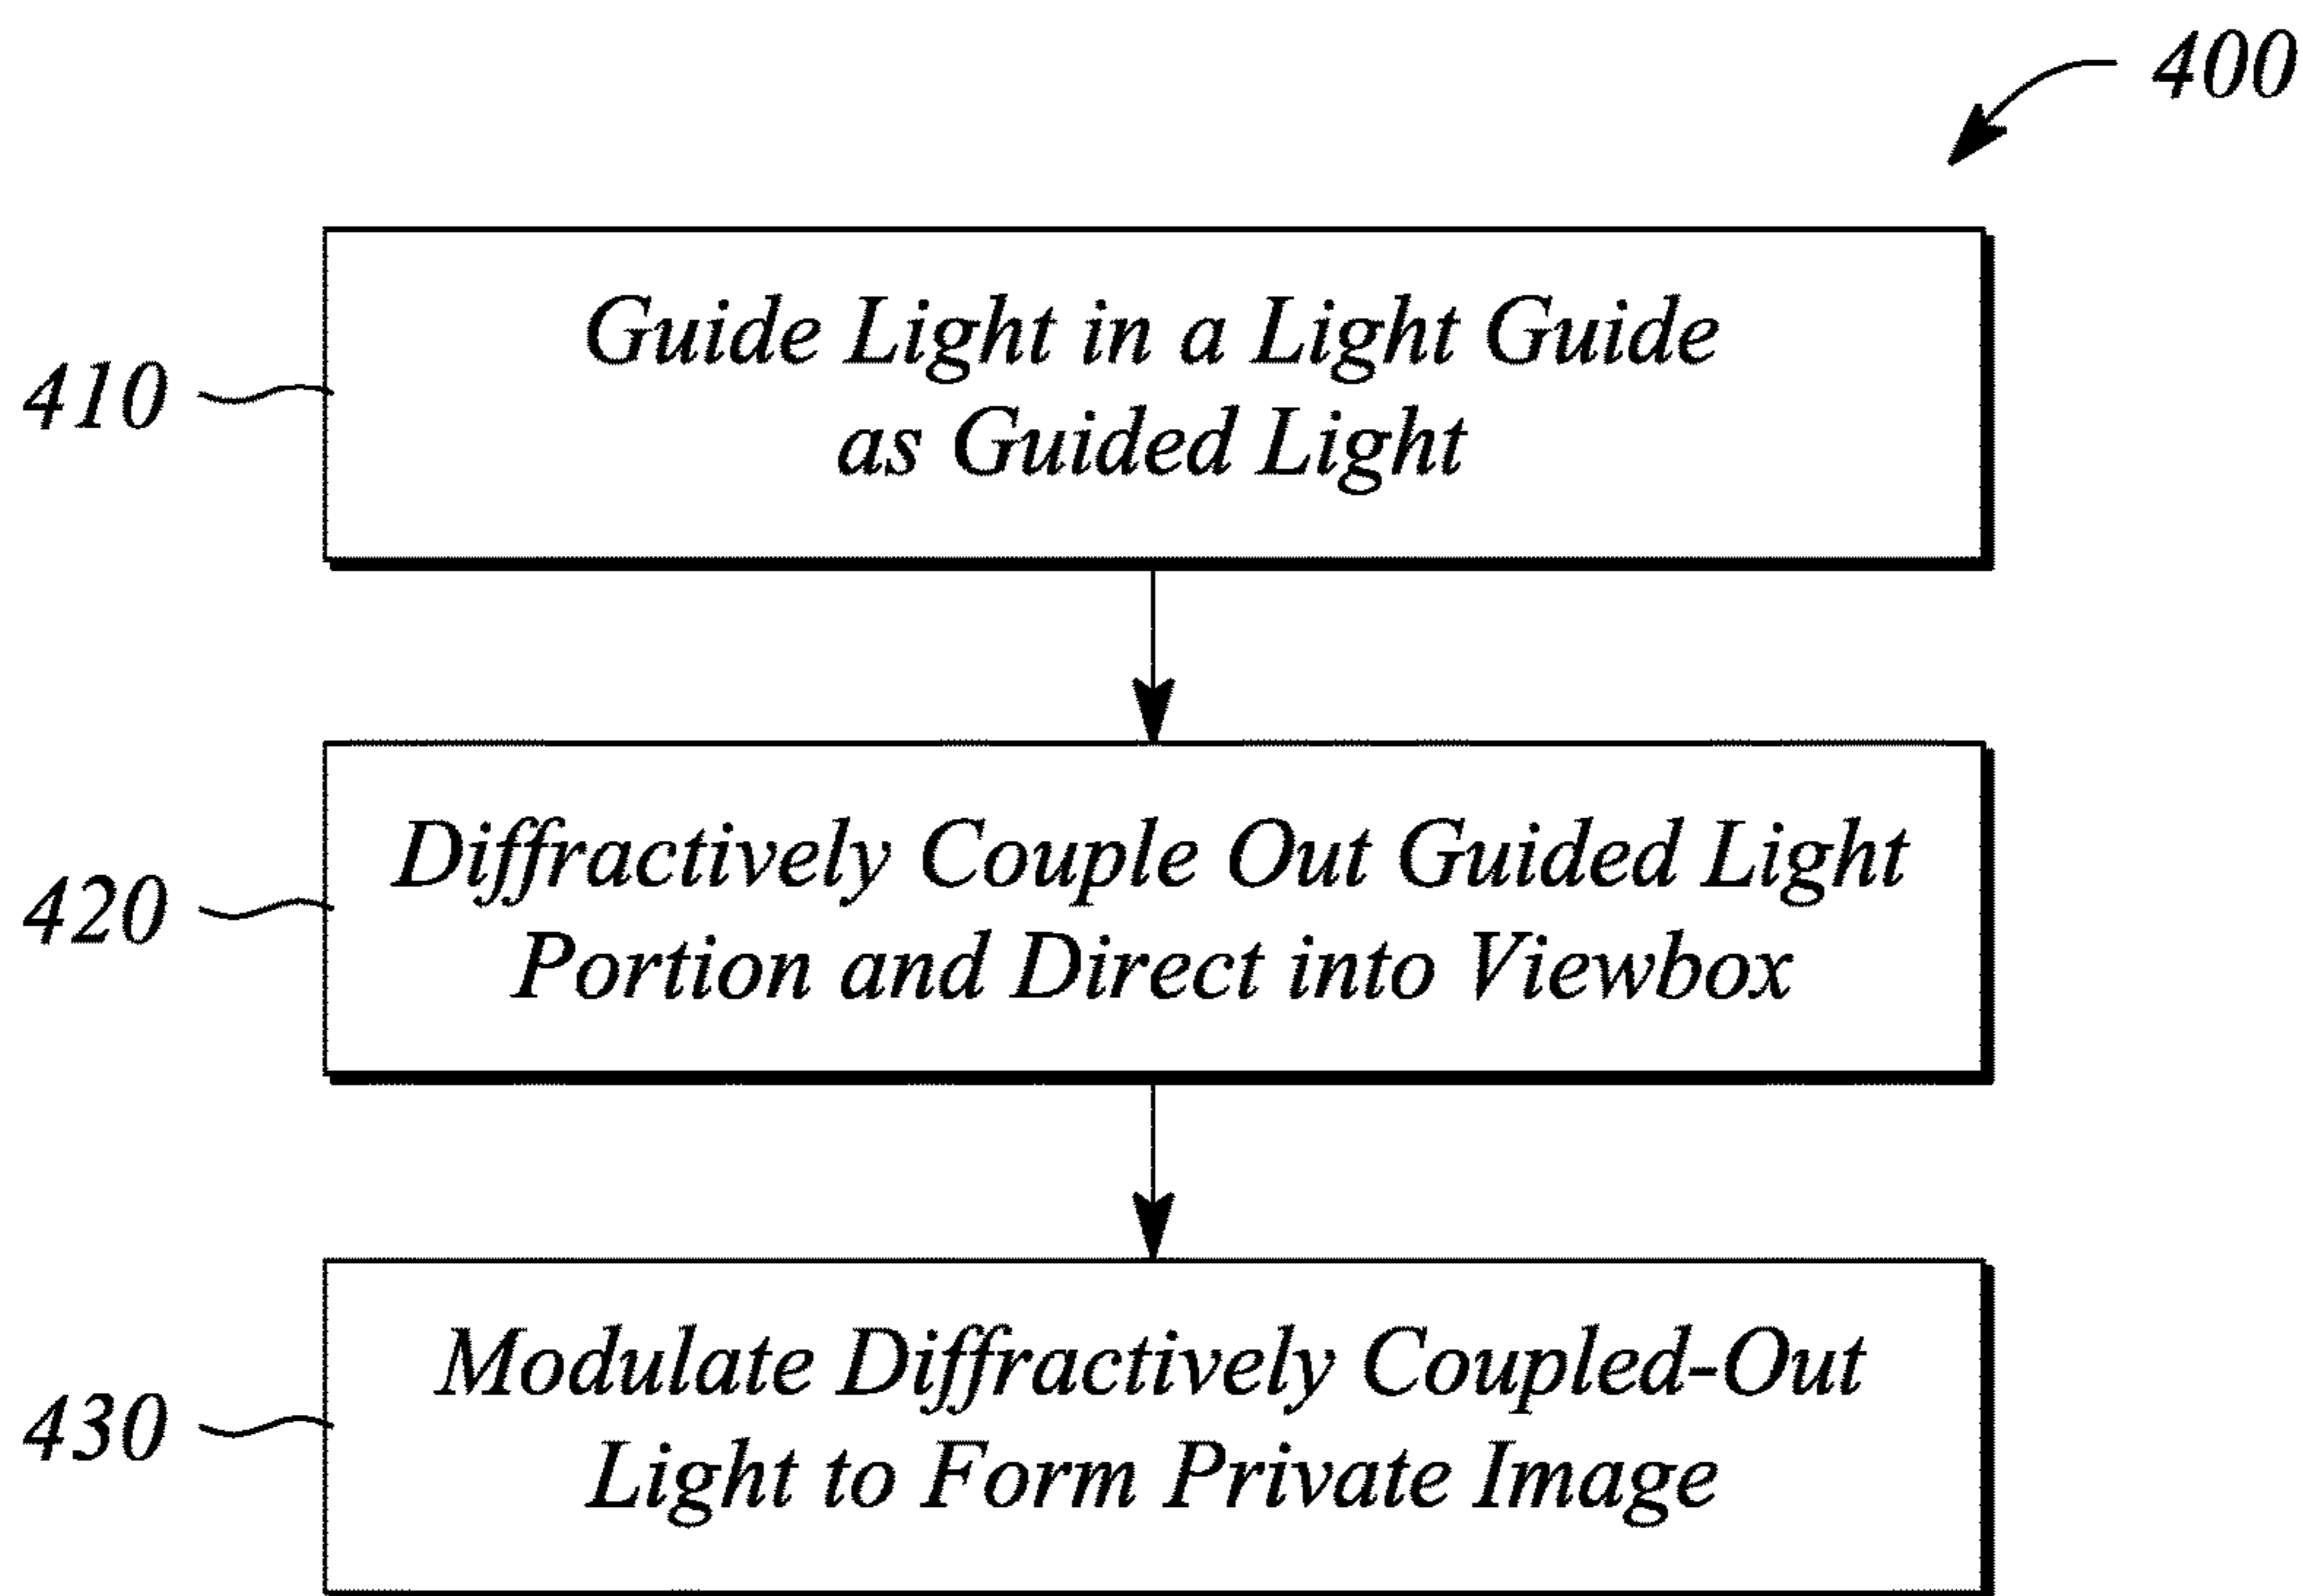 400
410
Guide Light in a Light Guide
as Guided Light
420
Diffractively Couple Out Guided Light
Portion and Direct into Viewbox
430
Modulate Diffractively Coupled-Out
Light to Form Private Image